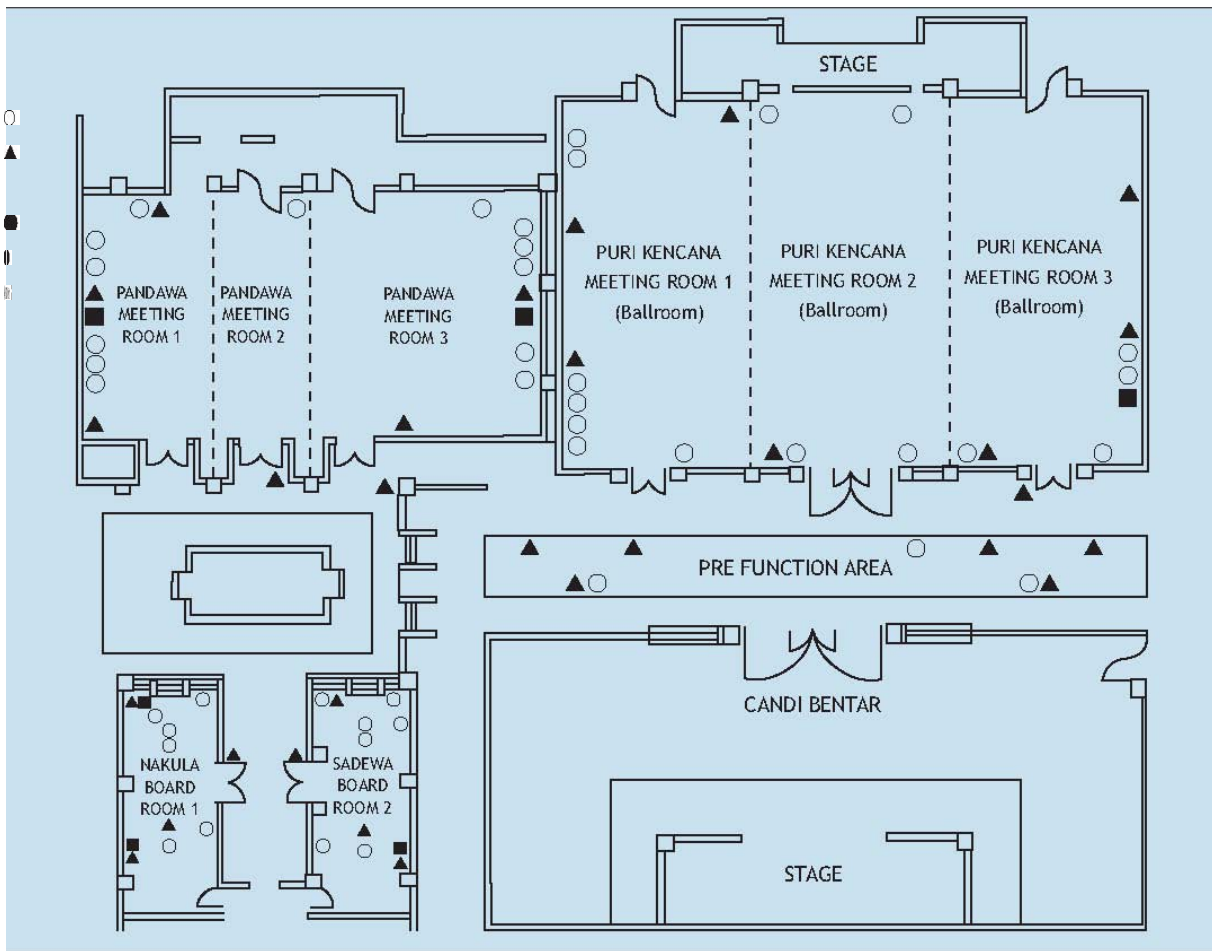 STAGE
PURI KENCANA
MEETING ROOM 1
(Ballroom)
PURI KENCANA
MEETING ROOM 2
(Ballroom)
PURI KENCANA
MEETING ROOM 3
(Ballroom)
PANDAWA
MEETING
ROOM 1
PANDAWA
MEETING
ROOM 2
PANDAWA
MEETING
ROOM 3
PRE FUNCTION AREA
CANDI BENTAR
NAKULA
BOARD
ROOM 1
SADEWA
BOARD
ROOM 2
STAGE